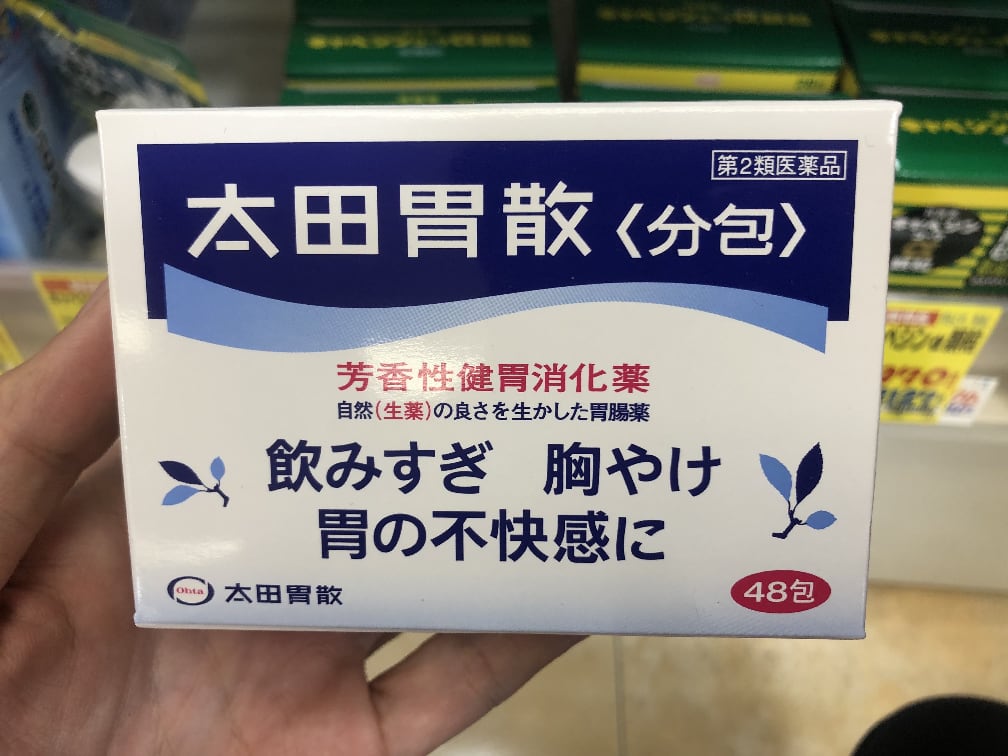 第2類医薬品
太田胃散〈分包〉
芳香性健胃消化薬
自然(生薬)の良さを生かした胃腸薬
飲みすぎ 胸やけ
胃の不快感に
Ohta 太田胃散
48包